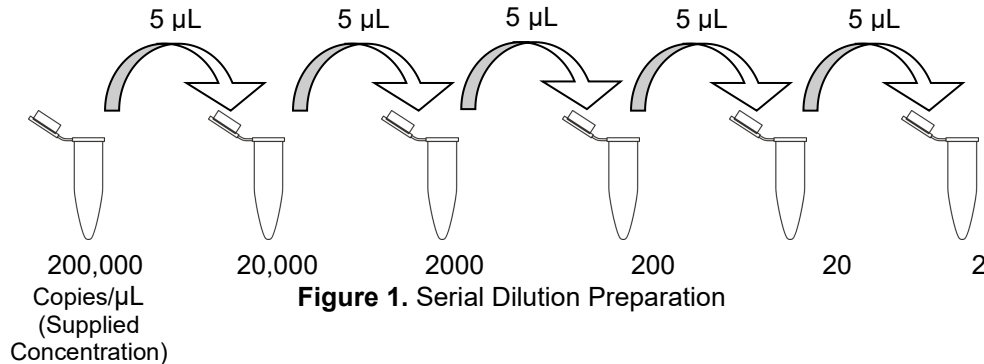 5 µL 5 µL 5 µL 5 µL 5 µL
200,000 20,000 2000 200 20 2
Copies/µL
(Supplied
Concentration)
Figure 1. Serial Dilution Preparation